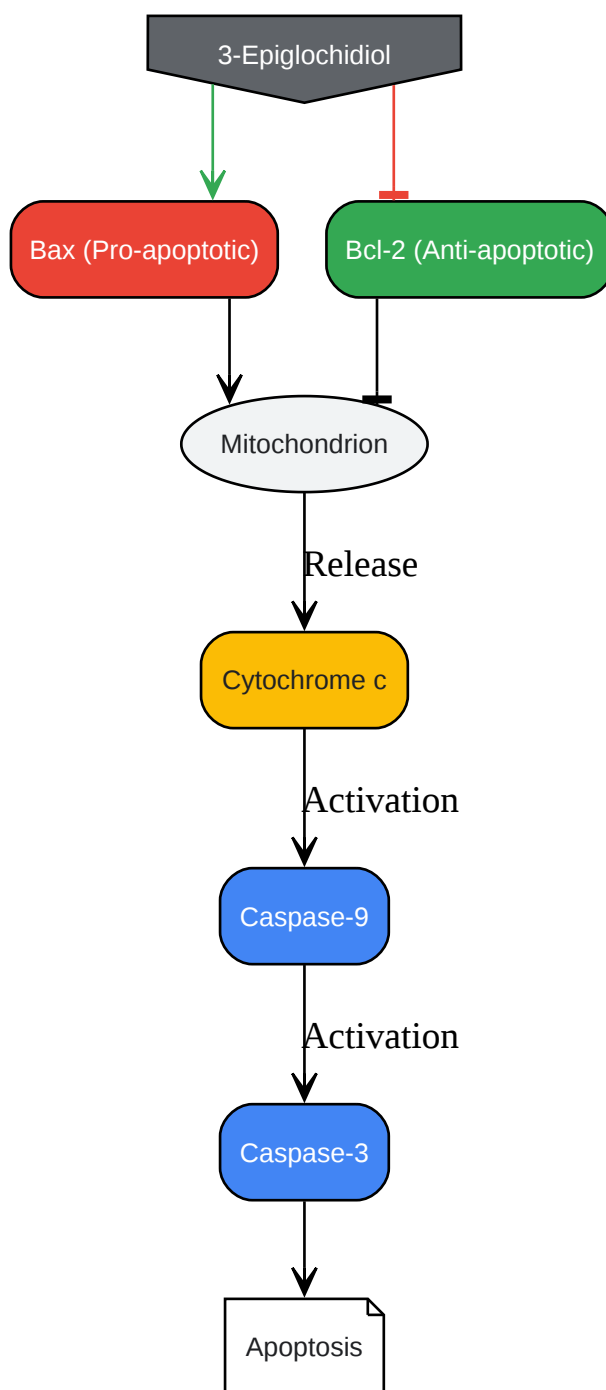 3-Epiglochidiol
Bax (Pro-apoptotic)
Bcl-2 (Anti-apoptotic)
Mitochondrion
Release
Cytochrome c
Activation
Caspase-9
Activation
Caspase-3
Apoptosis